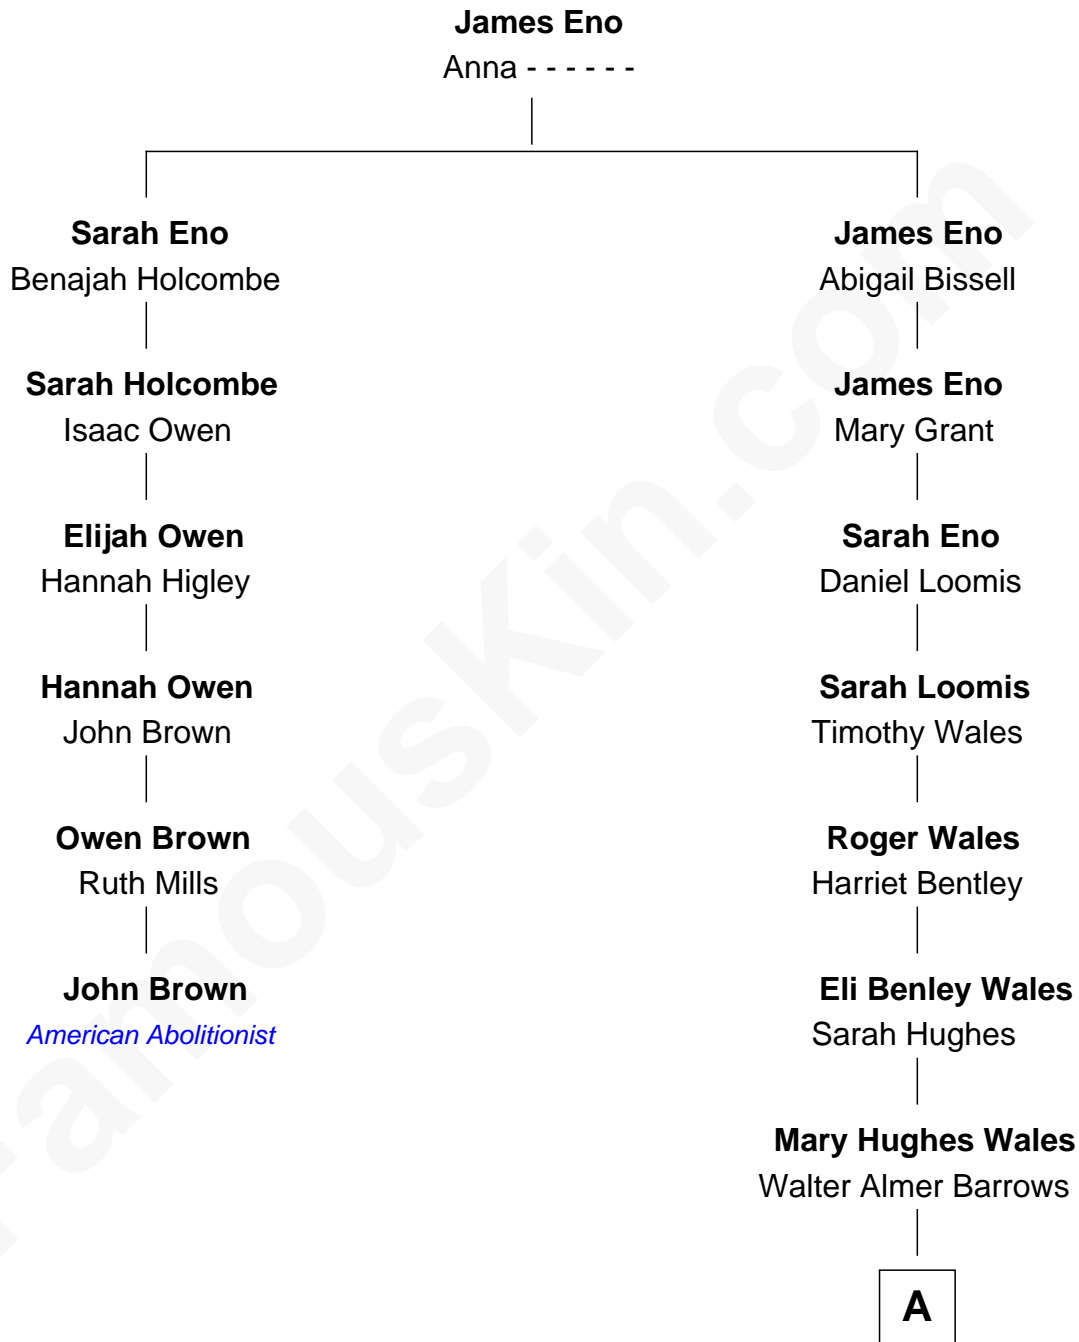 James Eno
Anna - - - - - -
Sarah Eno
Benajah Holcombe
Sarah Holcombe
Isaac Owen
Elijah Owen
Hannah Higley
Hannah Owen
John Brown
Owen Brown
Ruth Mills
John Brown
American Abolitionist
James Eno
Abigail Bissell
James Eno
Mary Grant
Sarah Eno
Daniel Loomis
Sarah Loomis
Timothy Wales
Roger Wales
Harriet Bentley
Eli Benley Wales
Sarah Hughes
Mary Hughes Wales
Walter Almer Barrows
A
FamousKin.com